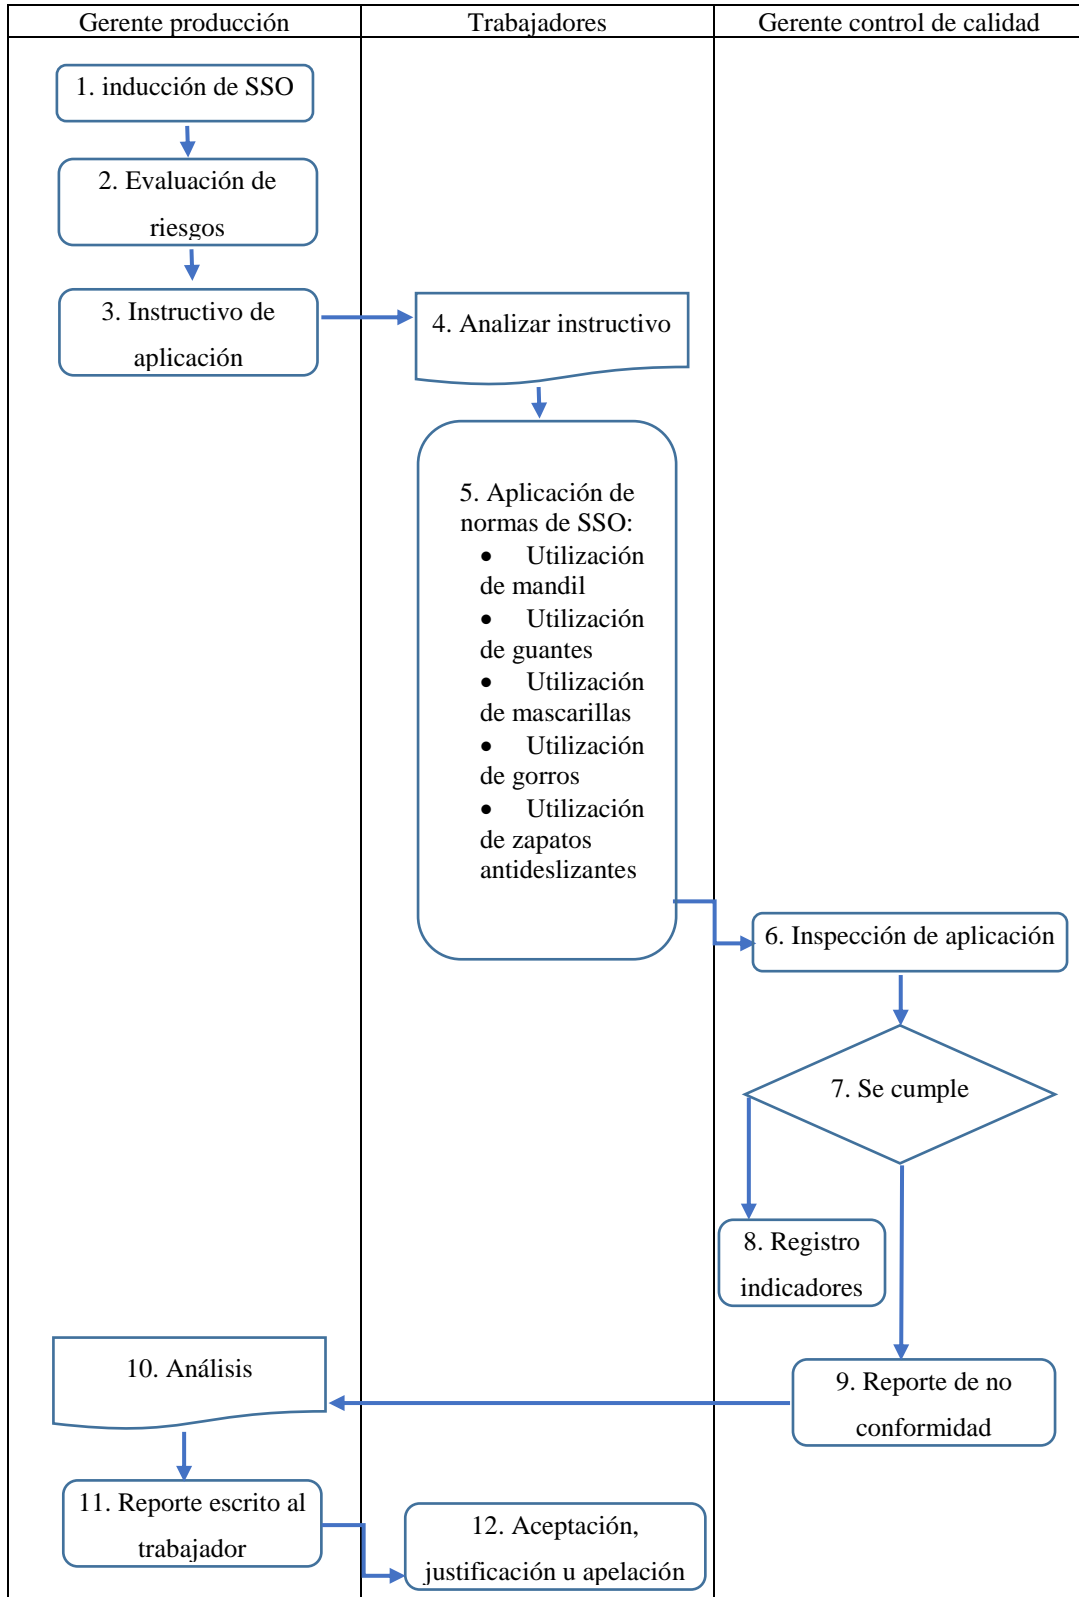 Gerente producción
Trabajadores
Gerente control de calidad
1. inducción de SSO
2. Evaluación de
riesgos
3. Instructivo de
aplicación
4. Analizar instructivo
5. Aplicación de
normas de SSO:
• Utilización
de mandil
• Utilización
de guantes
• Utilización
de mascarillas
• Utilización
de gorros
• Utilización
de zapatos
antideslizantes
6. Inspección de aplicación
7. Se cumple
8. Registro
indicadores
9. Reporte de no
conformidad
10. Análisis
11. Reporte escrito al
trabajador
12. Aceptación,
justificación u apelación